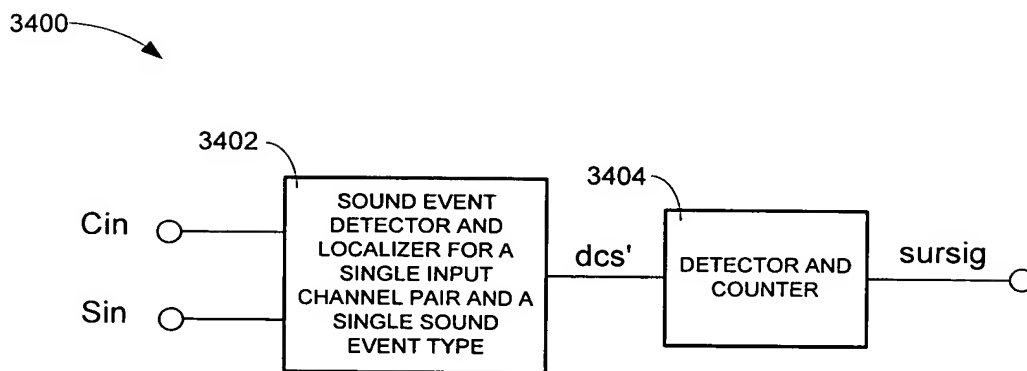 3400
3402
SOUND EVENT
DETECTOR AND
LOCALIZER FOR A
SINGLE INPUT
CHANNEL PAIR AND A
SINGLE SOUND
EVENT TYPE
Cin
Sin
dcs'
3404
DETECTOR AND
COUNTER
sursig